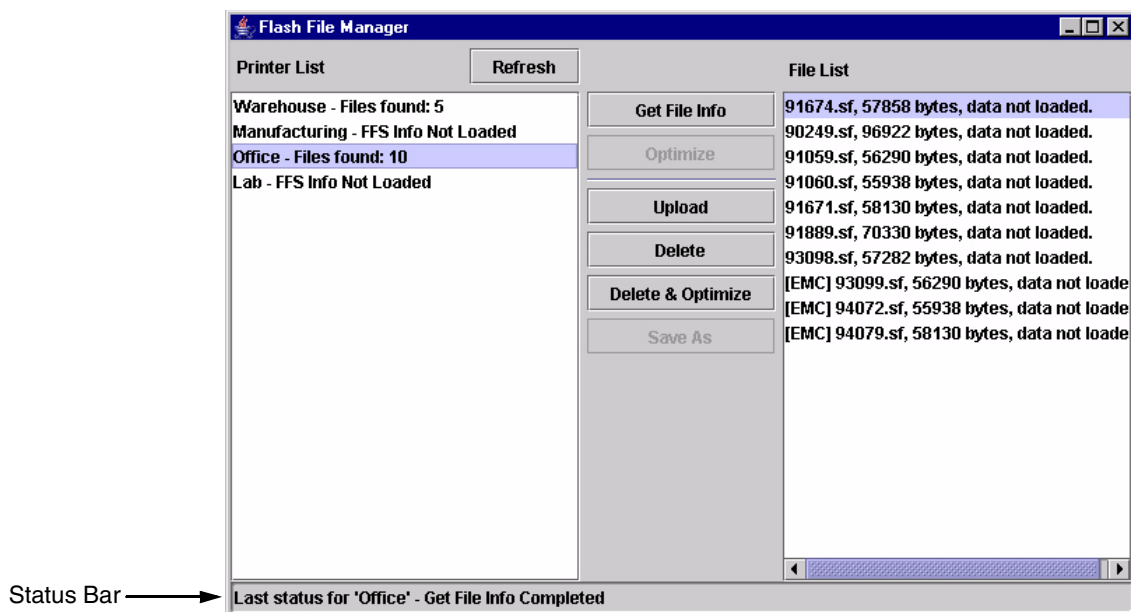 Flash File Manager
Printer List
Refresh
File List
Warehouse - Files found: 5
Manufacturing - FFS Info Not Loaded
Office - Files found: 10
Lab - FFS Info Not Loaded
Get File Info
Optimize
Upload
Delete
Delete & Optimize
Save As
91674.sf, 57858 bytes, data not loaded.
90249.sf, 96922 bytes, data not loaded.
91059.sf, 56290 bytes, data not loaded.
91060.sf, 55938 bytes, data not loaded.
91671.sf, 58130 bytes, data not loaded.
91889.sf, 70330 bytes, data not loaded.
93098.sf, 57282 bytes, data not loaded.
[EMC] 93099.sf, 56290 bytes, data not loade
[EMC] 94072.sf, 55938 bytes, data not loade
[EMC] 94079.sf, 58130 bytes, data not loade
Status Bar
Last status for 'Office' - Get File Info Completed